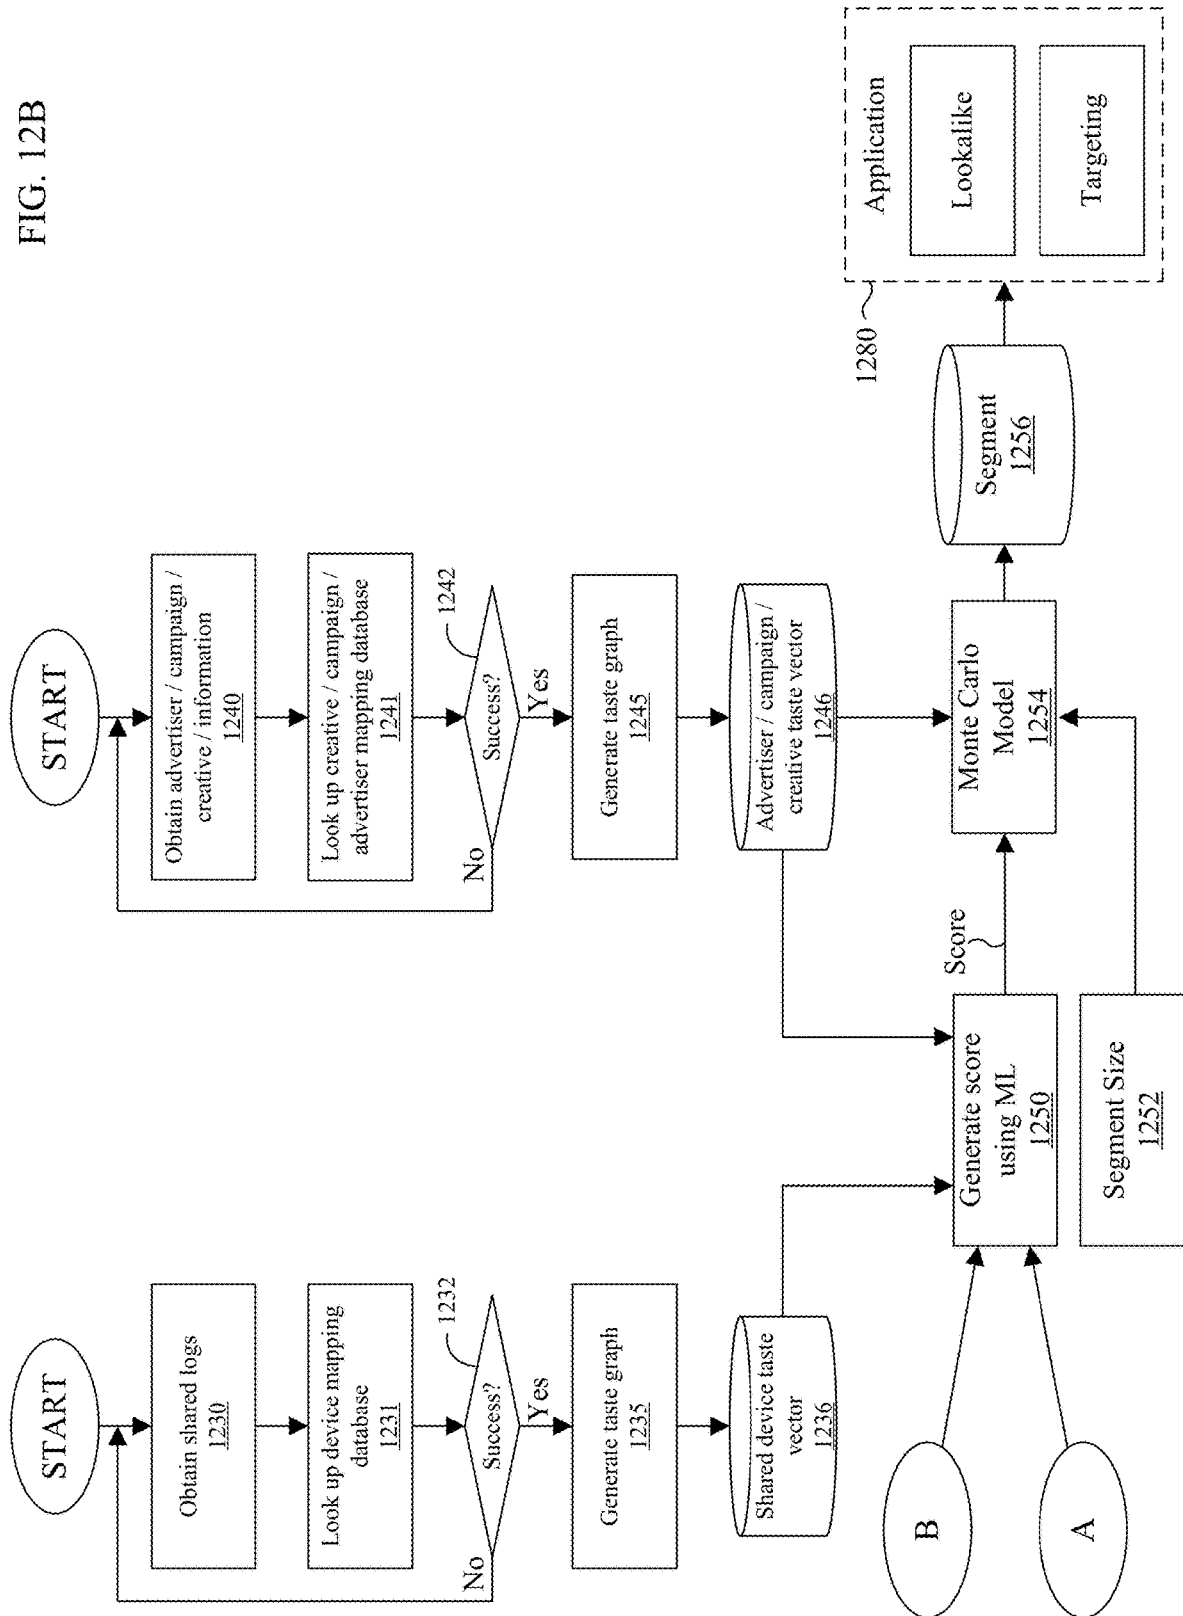 FIG. 12B
START
Obtain shared logs
1230
Look up device mapping
database
1231
Success?
1232
No
Yes
Generate taste graph
1235
Shared device taste
vector
1236
START
Obtain advertiser / campaign /
creative / information
1240
Look up creative / campaign /
advertiser mapping database
1241
Success?
1242
No
Yes
Generate taste graph
1245
Advertiser / campaign /
creative taste vector
1246
B
A
Generate score
using ML
1250
Score
Segment Size
1252
Monte Carlo
Model
1254
Segment
1256
1280
Application
Lookalike
Targeting